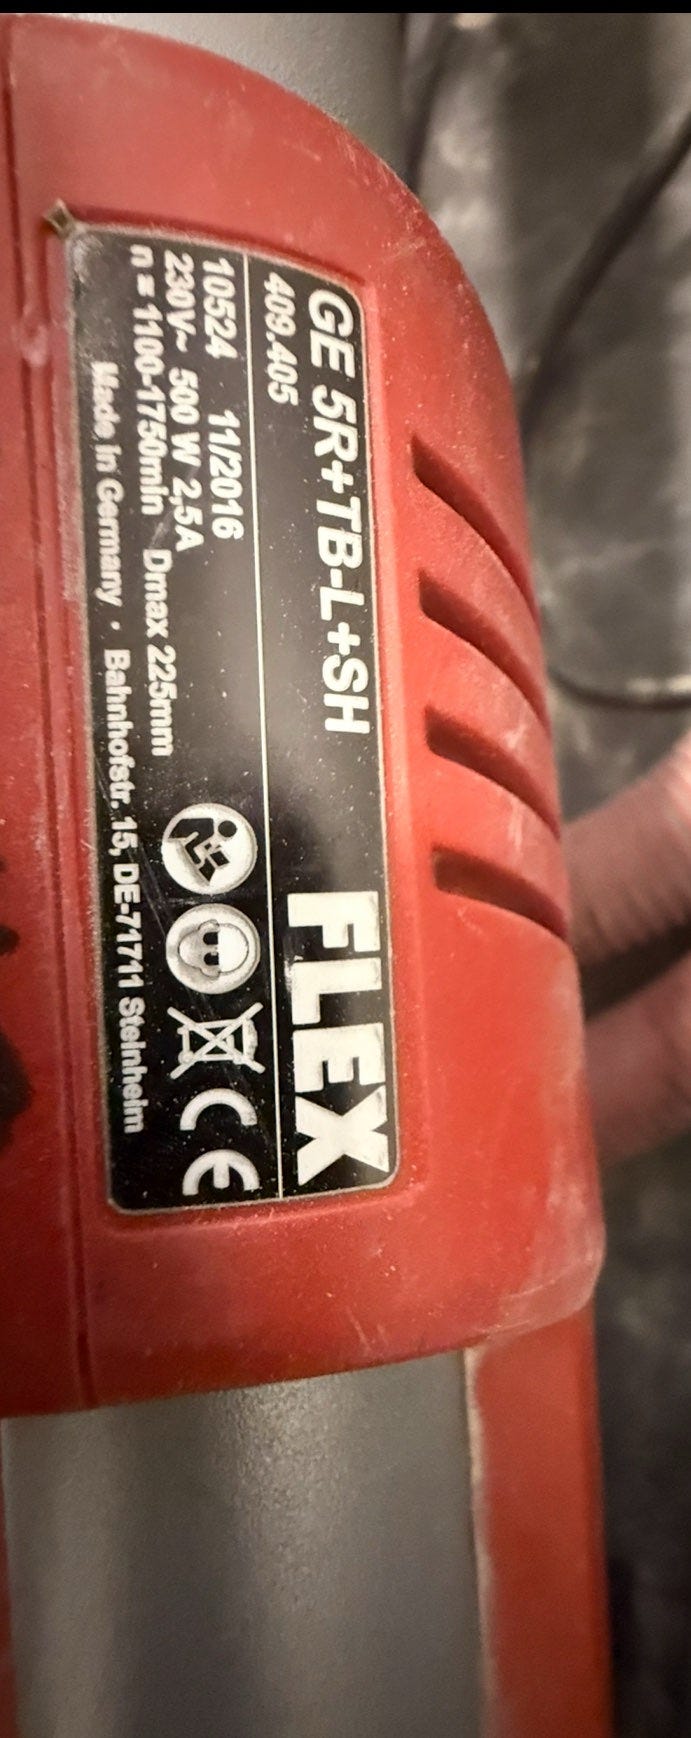 GE 5R+TB-L+SH
FLEX
409.405
10524 11/2016
230V~ 500 W 2,5A
n = 1100-1750min Dmax 225mm
CE
Made in Germany · Bahnhofstr. 15, DE-71711 Steinheim